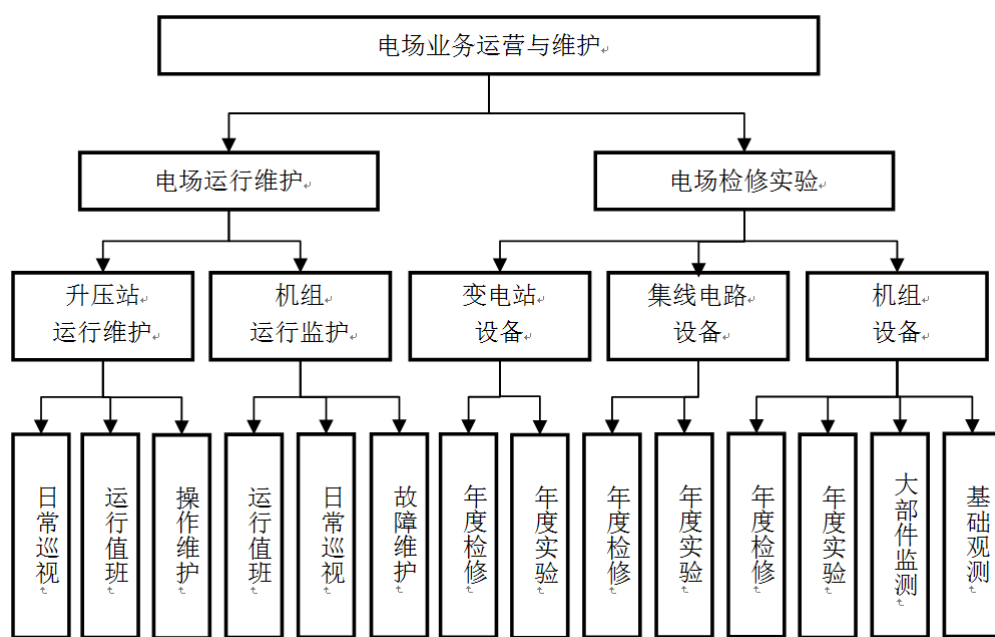 电场业务运营与维护
电场运行维护
电场检修实验
升压站
运行维护
机组
运行监护
变电站
设备
集线电路
设备
机组
设备
日常巡视
运行值班
操作维护
运行值班
日常巡视
故障维护
年度检修
年度实验
年度检修
年度实验
年度检修
年度实验
大部件监测
基础观测